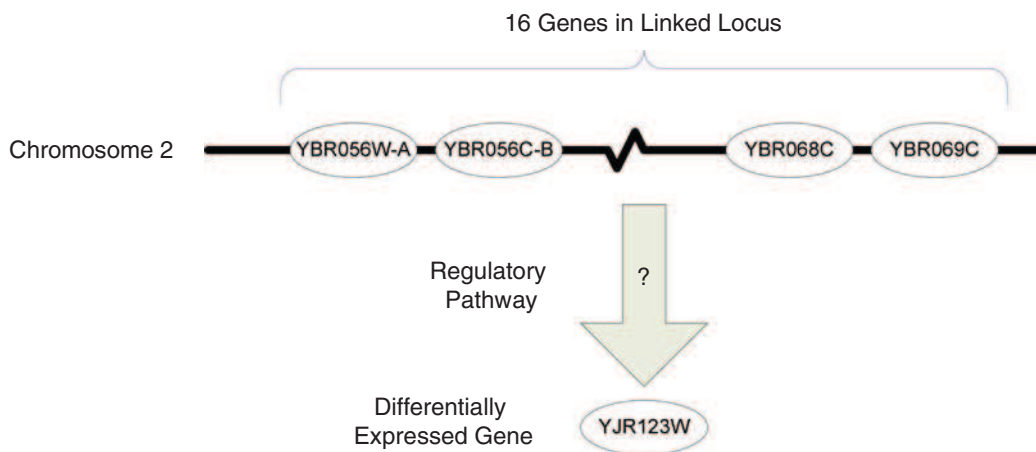 16 Genes in Linked Locus
Chromosome 2
YBR056W-A
YBR056C-B
YBR068C
YBR069C
Regulatory
Pathway
?
Differentially
Expressed Gene
YJR123W